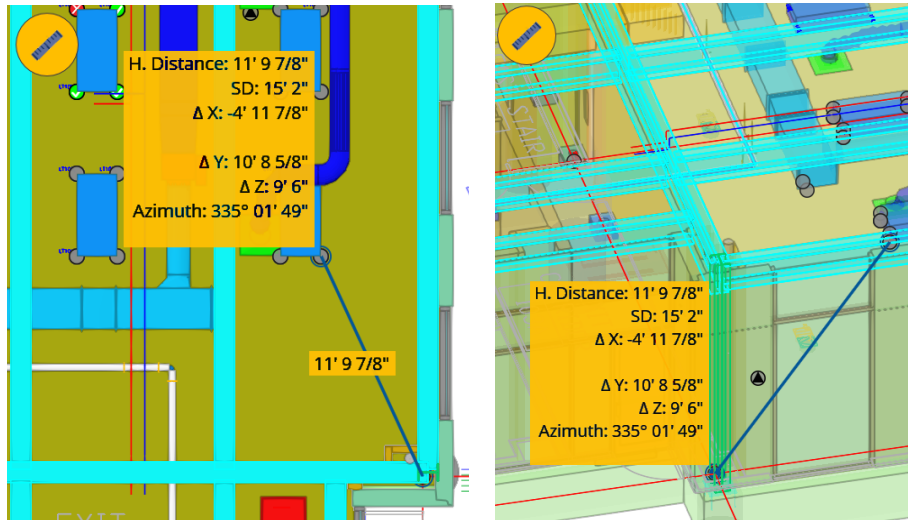 H. Distance: 11' 9 7/8"
SD: 15' 2"
Δ X: -4' 11 7/8"
Δ Y: 10' 8 5/8"
Δ Z: 9' 6"
Azimuth: 335° 01' 49"
11' 9 7/8"
EXIT
H. Distance: 11' 9 7/8"
SD: 15' 2"
Δ X: -4' 11 7/8"
Δ Y: 10' 8 5/8"
Δ Z: 9' 6"
Azimuth: 335° 01' 49"